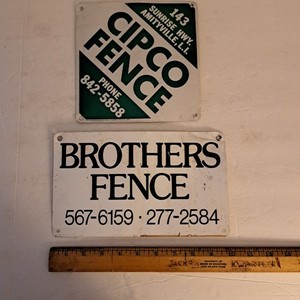 143
SUNRISE HWY.
AMITYVILLE, L.I.
CIPCO
FENCE
PHONE
842-5858
BROTHERS
FENCE
567-6159 · 277-2584